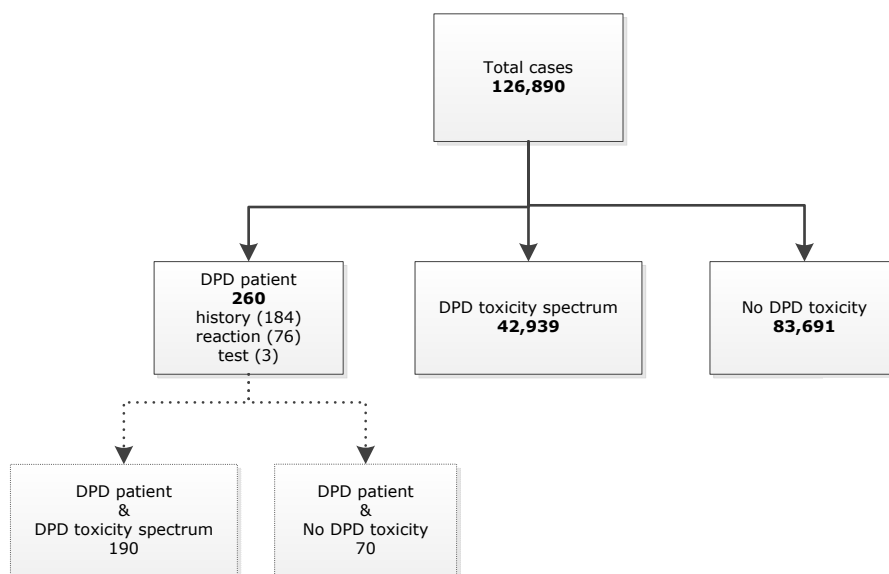 Total cases
126,890
DPD patient
260
history (184)
reaction (76)
test (3)
DPD toxicity spectrum
42,939
No DPD toxicity
83,691
DPD patient
&
DPD toxicity spectrum
190
DPD patient
&
No DPD toxicity
70